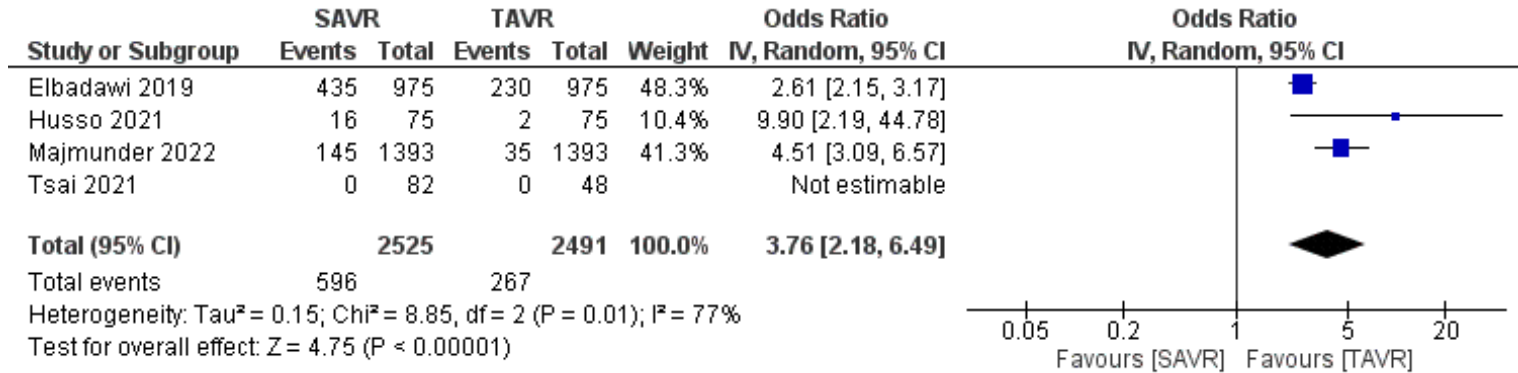 SAVR TAVR Odds Ratio Odds Ratio
Study or Subgroup Events Total Events Total Weight IV, Random, 95% CI IV, Random, 95% CI
Elbadawi 2019 435 975 230 975 48.3% 2.61 [2.15, 3.17]
Husso 2021 16 75 2 75 10.4% 9.90 [2.19, 44.78]
Majmunder 2022 145 1393 35 1393 41.3% 4.51 [3.09, 6.57]
Tsai 2021 0 82 0 48 Not estimable
Total (95% CI) 2525 2491 100.0% 3.76 [2.18, 6.49]
Total events 596 267
Heterogeneity: Tau² = 0.15; Chi² = 8.85, df = 2 (P = 0.01); I² = 77%
Test for overall effect: Z = 4.75 (P < 0.00001)
0.05 0.2 1 5 20
Favours [SAVR] Favours [TAVR]